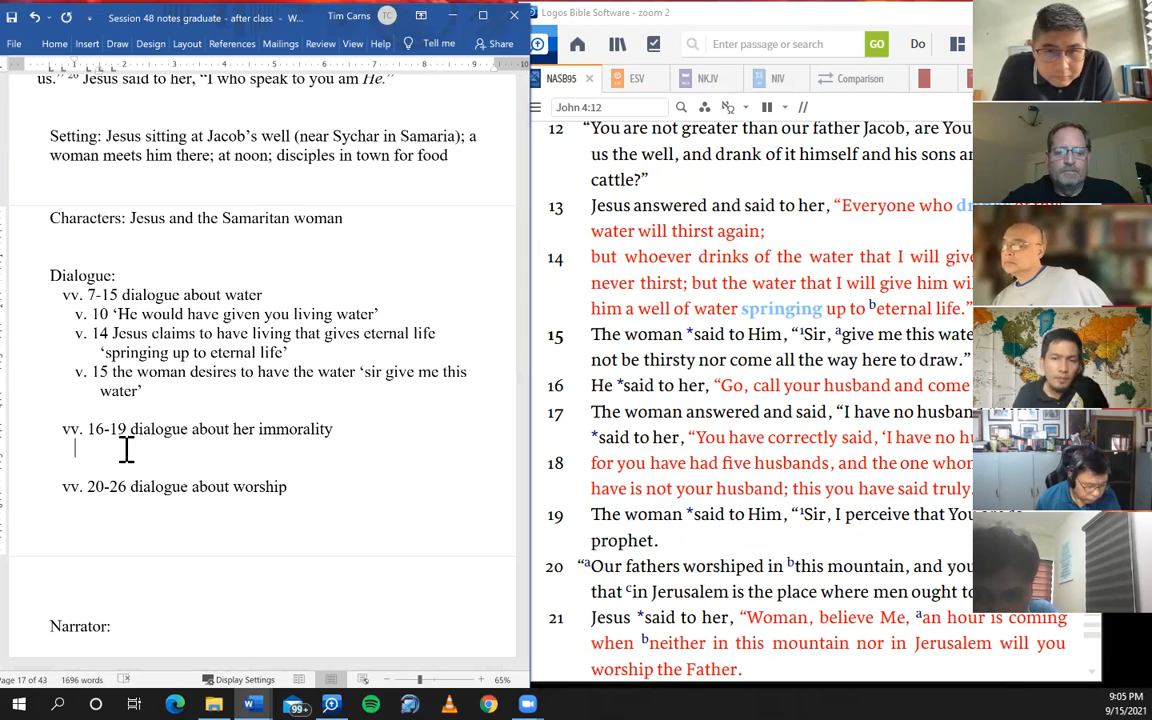 Session 48 notes graduate - after class - W...
Tim Carns
TC
File Home Insert Draw Design Layout References Mailings Review View Help Tell me Share
us.” 26 Jesus said to her, “I who speak to you am He.”
Setting: Jesus sitting at Jacob’s well (near Sychar in Samaria); a
woman meets him there; at noon; disciples in town for food
Characters: Jesus and the Samaritan woman
Dialogue:
vv. 7-15 dialogue about water
v. 10 ‘He would have given you living water’
v. 14 Jesus claims to have living that gives eternal life
‘springing up to eternal life’
v. 15 the woman desires to have the water ‘sir give me this
water’
vv. 16-19 dialogue about her immorality
vv. 20-26 dialogue about worship
Narrator:
Page 17 of 43 1696 words Display Settings 65%
Logos Bible Software - zoom 2
Enter passage or search GO Do
NASB95 ESV NKJV NIV Comparison
John 4:12
12 “You are not greater than our father Jacob, are You
us the well, and drank of it himself and his sons an
cattle?”
13 Jesus answered and said to her, “Everyone who
water will thirst again;
14 but whoever drinks of the water that I will give
never thirst; but the water that I will give him wi
him a well of water springing up to b eternal life.”
15 The woman *said to Him, “1Sir, a give me this wate
not be thirsty nor come all the way here to draw.”
16 He *said to her, “Go, call your husband and come
17 The woman answered and said, “I have no husban
*said to her, “You have correctly said, ‘I have no hu
18 for you have had five husbands, and the one whom
have is not your husband; this you have said truly.
19 The woman *said to Him, “1Sir, I perceive that You
prophet.
20 “a Our fathers worshiped in b this mountain, and you
that c in Jerusalem is the place where men ought to
21 Jesus *said to her, “Woman, believe Me, a an hour is coming
when b neither in this mountain nor in Jerusalem will you
worship the Father.
99+
9:05 PM
9/15/2021